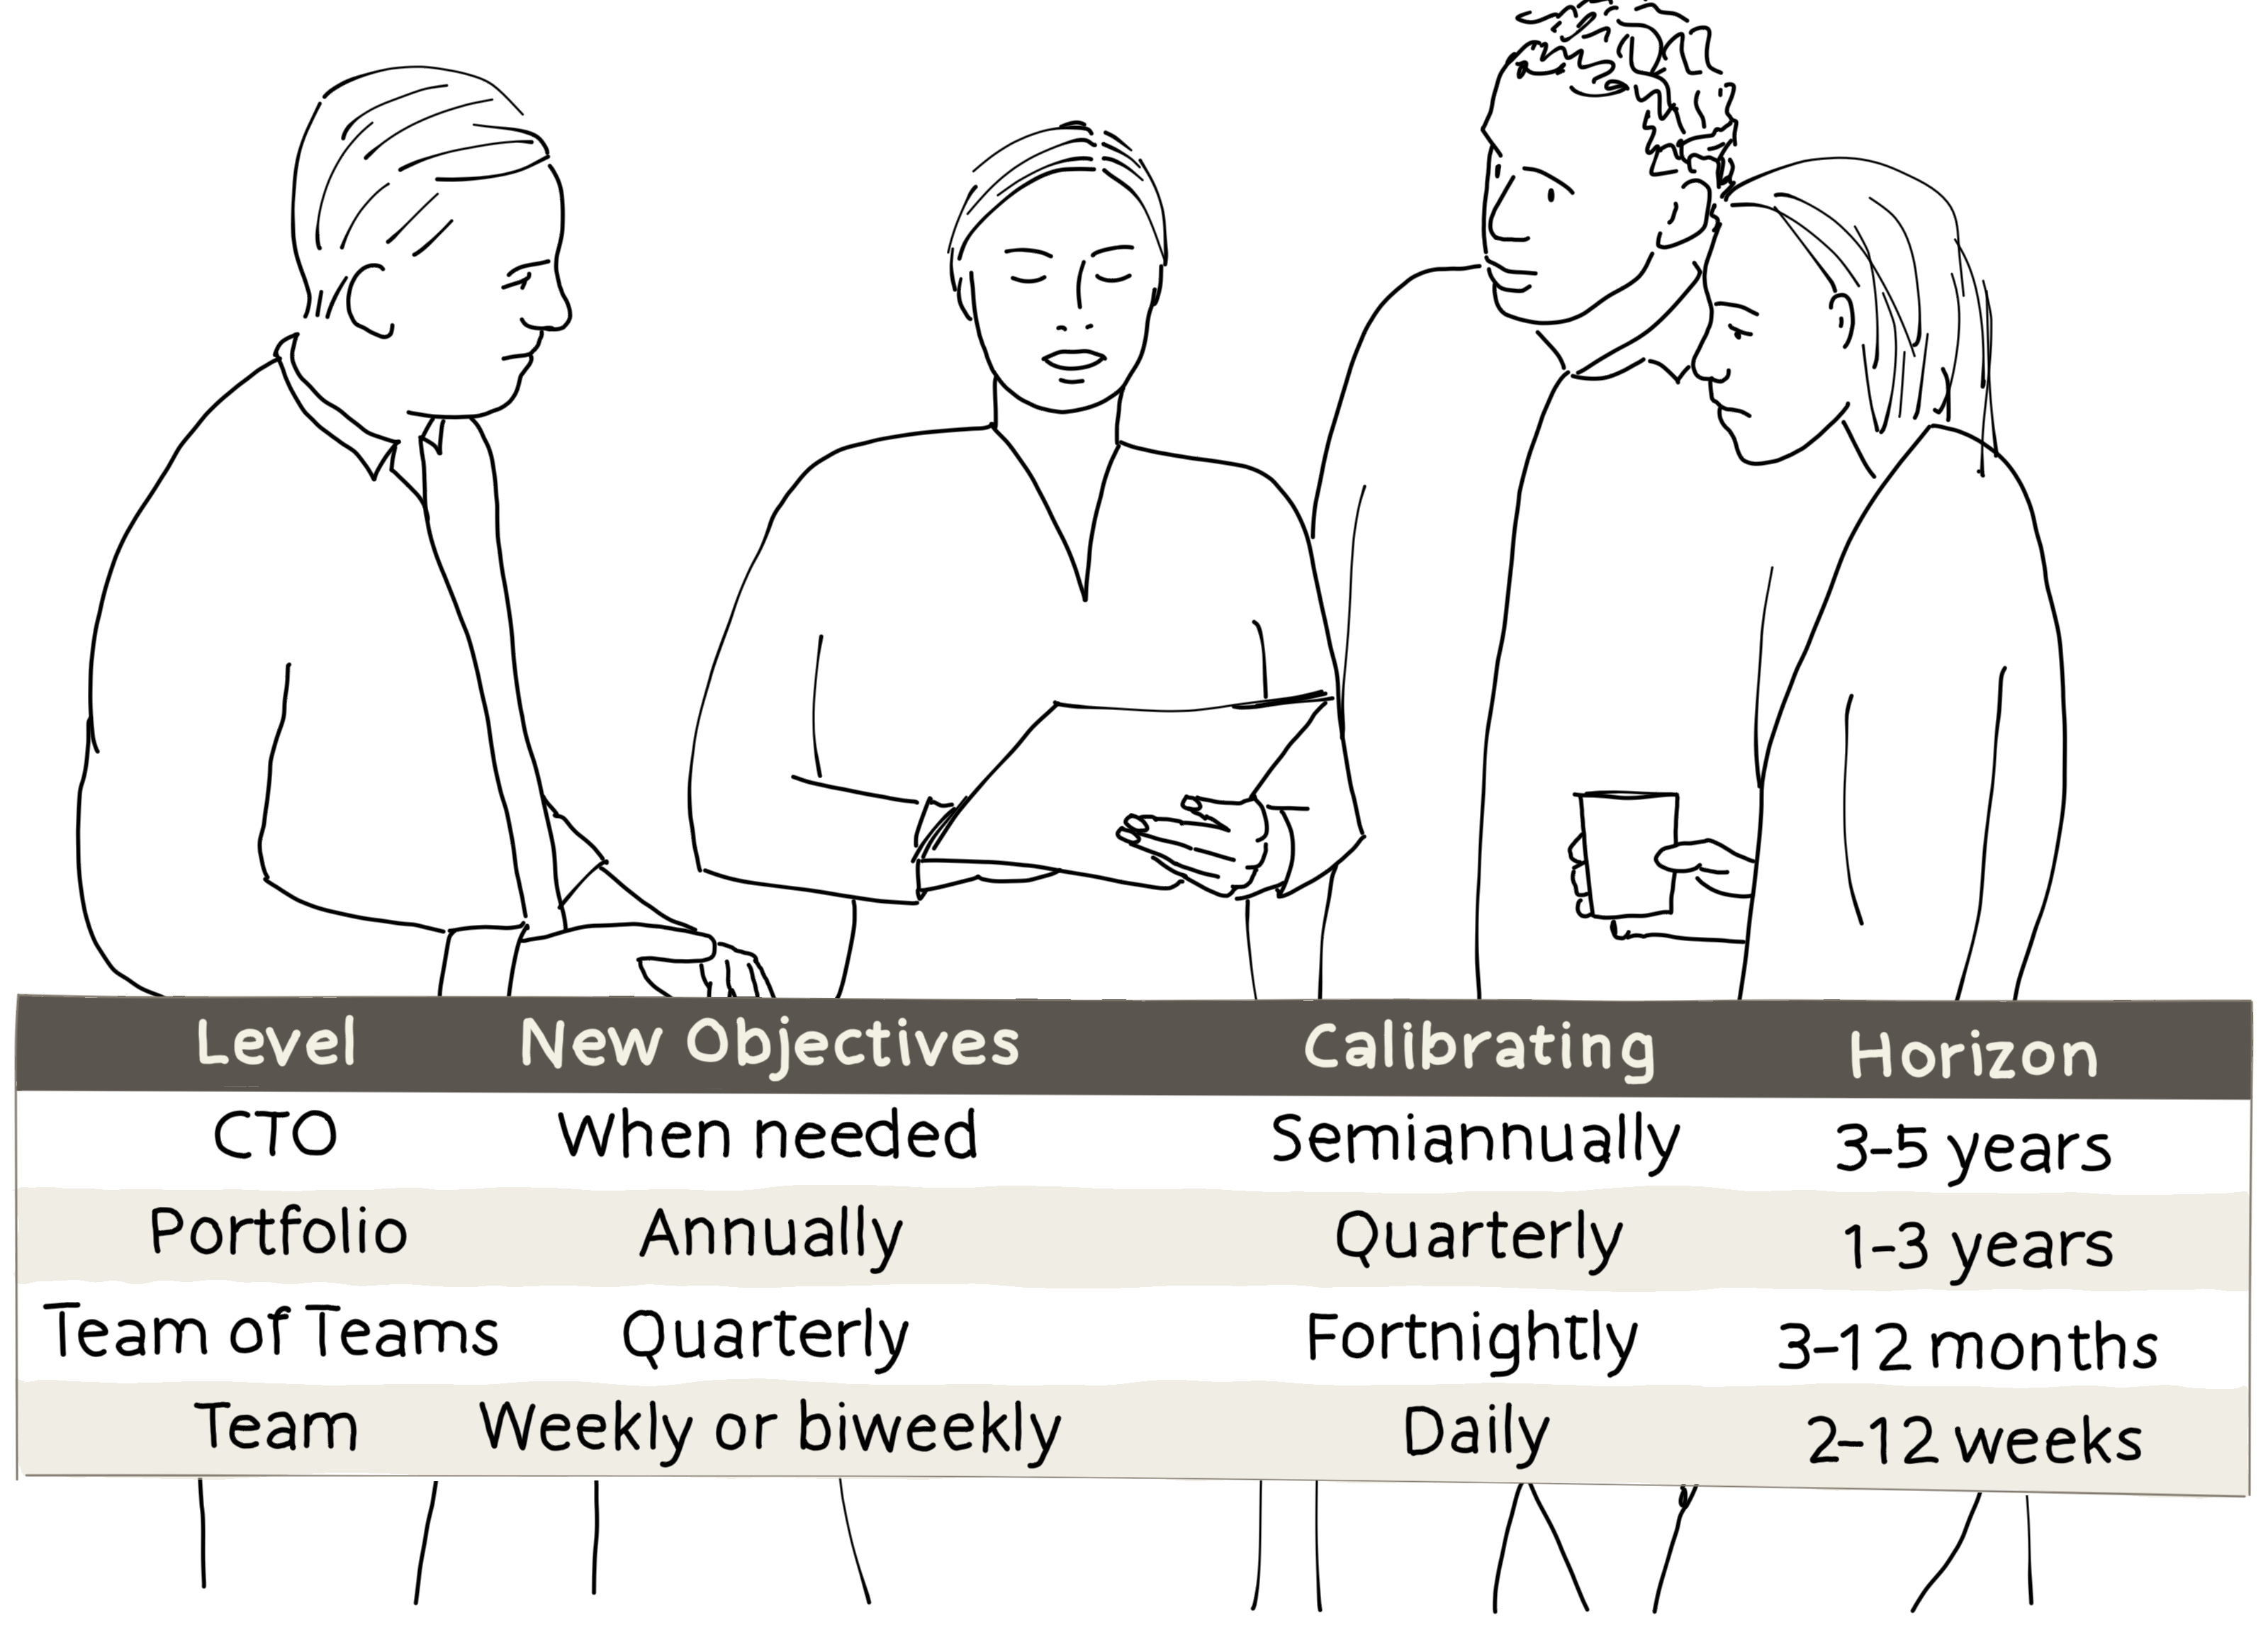 Level New Objectives Calibrating Horizon
CTO When needed Semiannually 3-5 years
Portfolio Annually Quarterly 1-3 years
Team of Teams Quarterly Fortnightly 3-12 months
Team Weekly or biweekly Daily 2-12 weeks